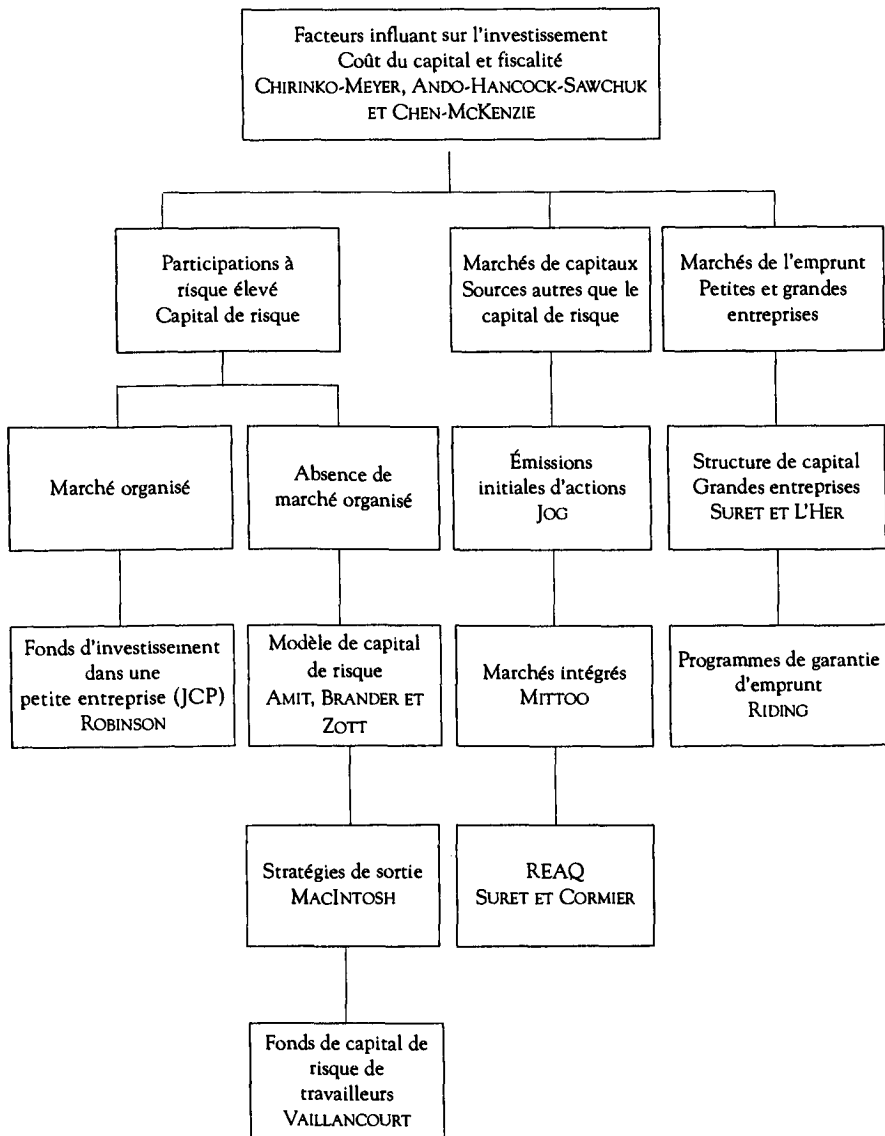 Facteurs influant sur l'investissement
Coût du capital et fiscalité
CHIRINKO-MEYER, ANDO-HANCOCK-SAWCHUK
ET CHEN-MCKENZIE
Participations à
risque élevé
Capital de risque
Marchés de capitaux
Sources autres que le
capital de risque
Marchés de l'emprunt
Petites et grandes
entreprises
Marché organisé
Absence de
marché organisé
Émissions
initiales d'actions
JOG
Structure de capital
Grandes entreprises
SURET ET L'HER
Fonds d'investissement
dans une
petite entreprise (JCP)
ROBINSON
Modèle de capital
de risque
AMIT, BRANDER ET
ZOTT
Marchés intégrés
MITTOO
Programmes de garantie
d'emprunt
RIDING
Stratégies de sortie
MACINTOSH
REAQ
SURET ET CORMIER
Fonds de capital de
risque de
travailleurs
VAILLANCOURT